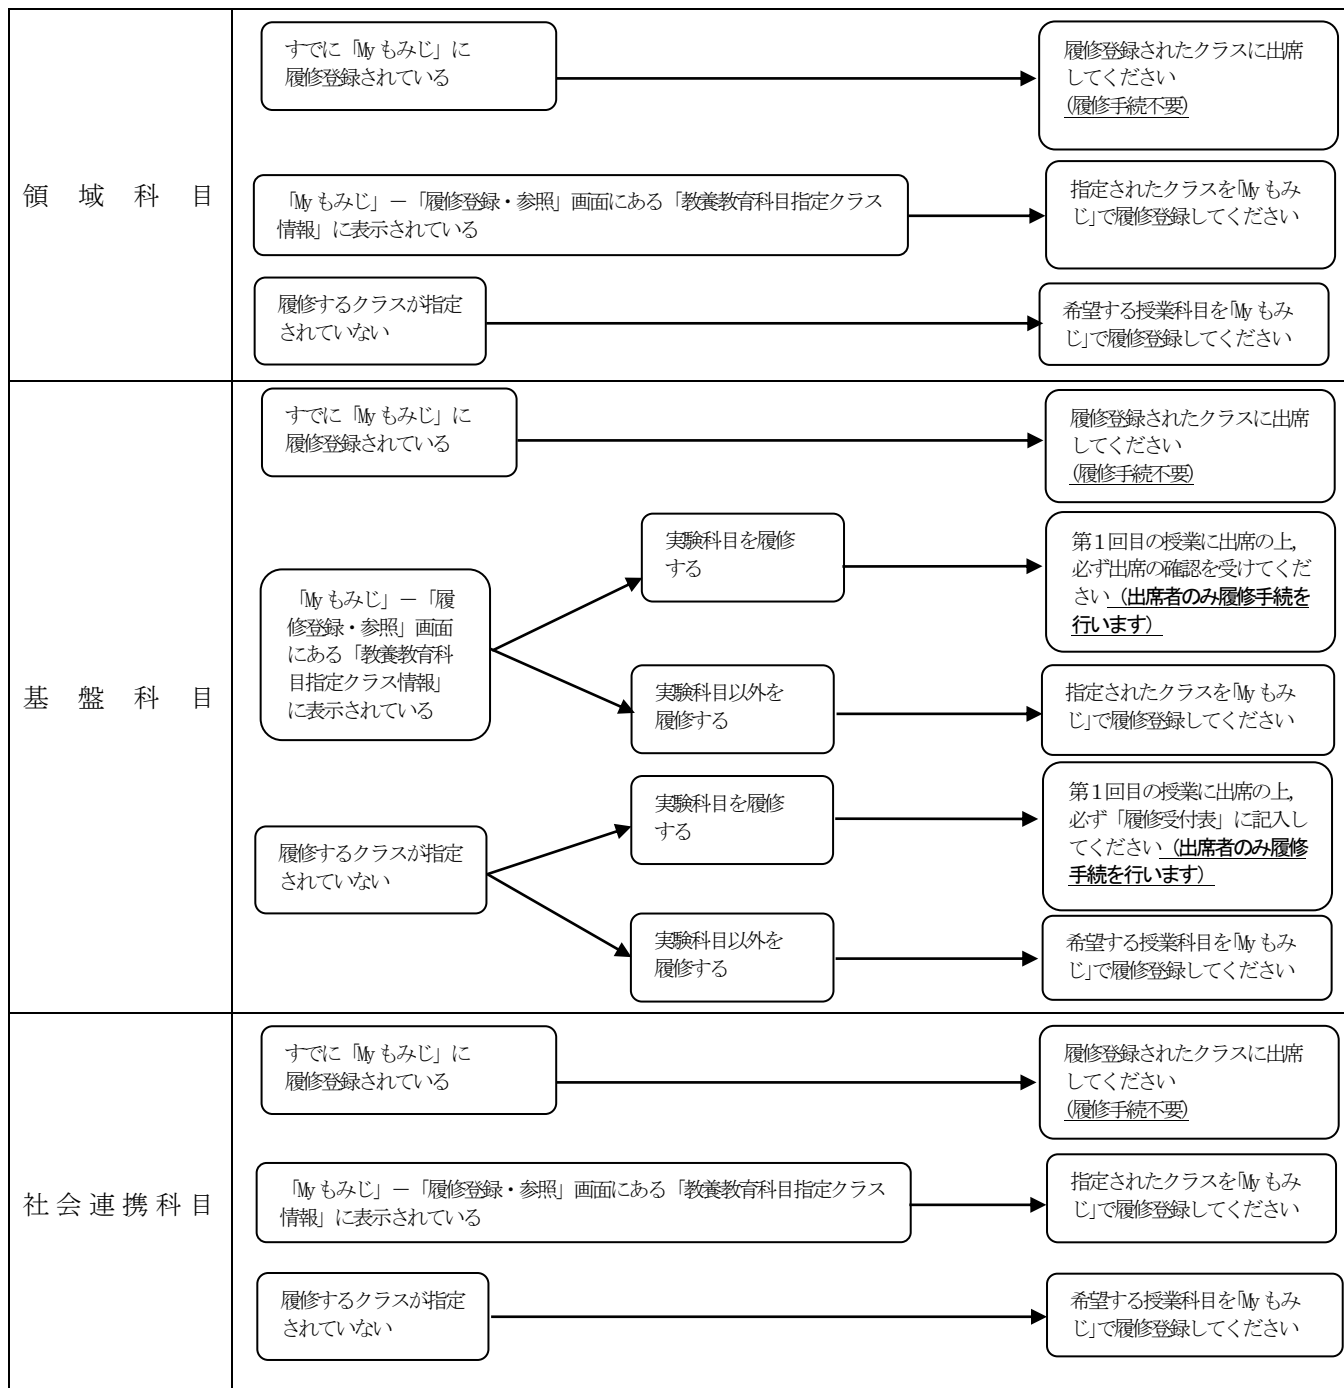 領域科目
すでに「Myもみじ」に
履修登録されている
履修登録されたクラスに出席
してください
(履修手続不要)
「Myもみじ」－「履修登録・参照」画面にある「教養教育科目指定クラス
情報」に表示されている
指定されたクラスを「Myもみ
じ」で履修登録してください
履修するクラスが指定
されていない
希望する授業科目を「Myもみ
じ」で履修登録してください
基盤科目
すでに「Myもみじ」に
履修登録されている
履修登録されたクラスに出席
してください
(履修手続不要)
「Myもみじ」－「履
修登録・参照」画面
にある「教養教育科
目指定クラス情報」
に表示されている
実験科目を履修
する
第1回目の授業に出席の上,
必ず出席の確認を受けてくだ
さい（出席者のみ履修手続を
行います）
実験科目以外を
履修する
指定されたクラスを「Myもみ
じ」で履修登録してください
履修するクラスが指定
されていない
実験科目を履修
する
第1回目の授業に出席の上,
必ず「履修受付表」に記入し
てください（出席者のみ履修
手続を行います）
実験科目以外を
履修する
希望する授業科目を「Myもみ
じ」で履修登録してください
社会連携科目
すでに「Myもみじ」に
履修登録されている
履修登録されたクラスに出席
してください
(履修手続不要)
「Myもみじ」－「履修登録・参照」画面にある「教養教育科目指定クラス
情報」に表示されている
指定されたクラスを「Myもみ
じ」で履修登録してください
履修するクラスが指定
されていない
希望する授業科目を「Myもみ
じ」で履修登録してください